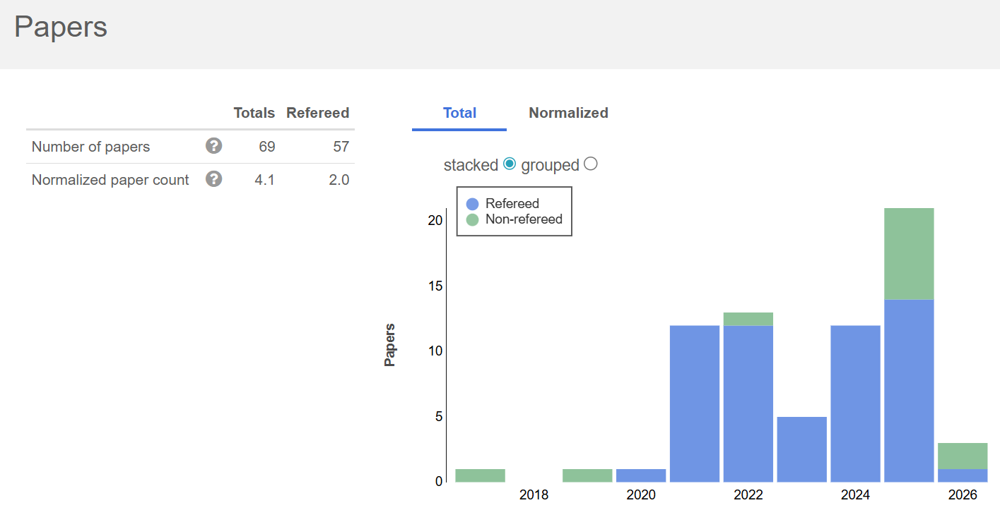 Papers
Totals Refereed
Number of papers ? 69 57
Normalized paper count ? 4.1 2.0
Total Normalized
stacked grouped
Refereed
Non-refereed
Papers
20
15
10
5
0
2018 2020 2022 2024 2026